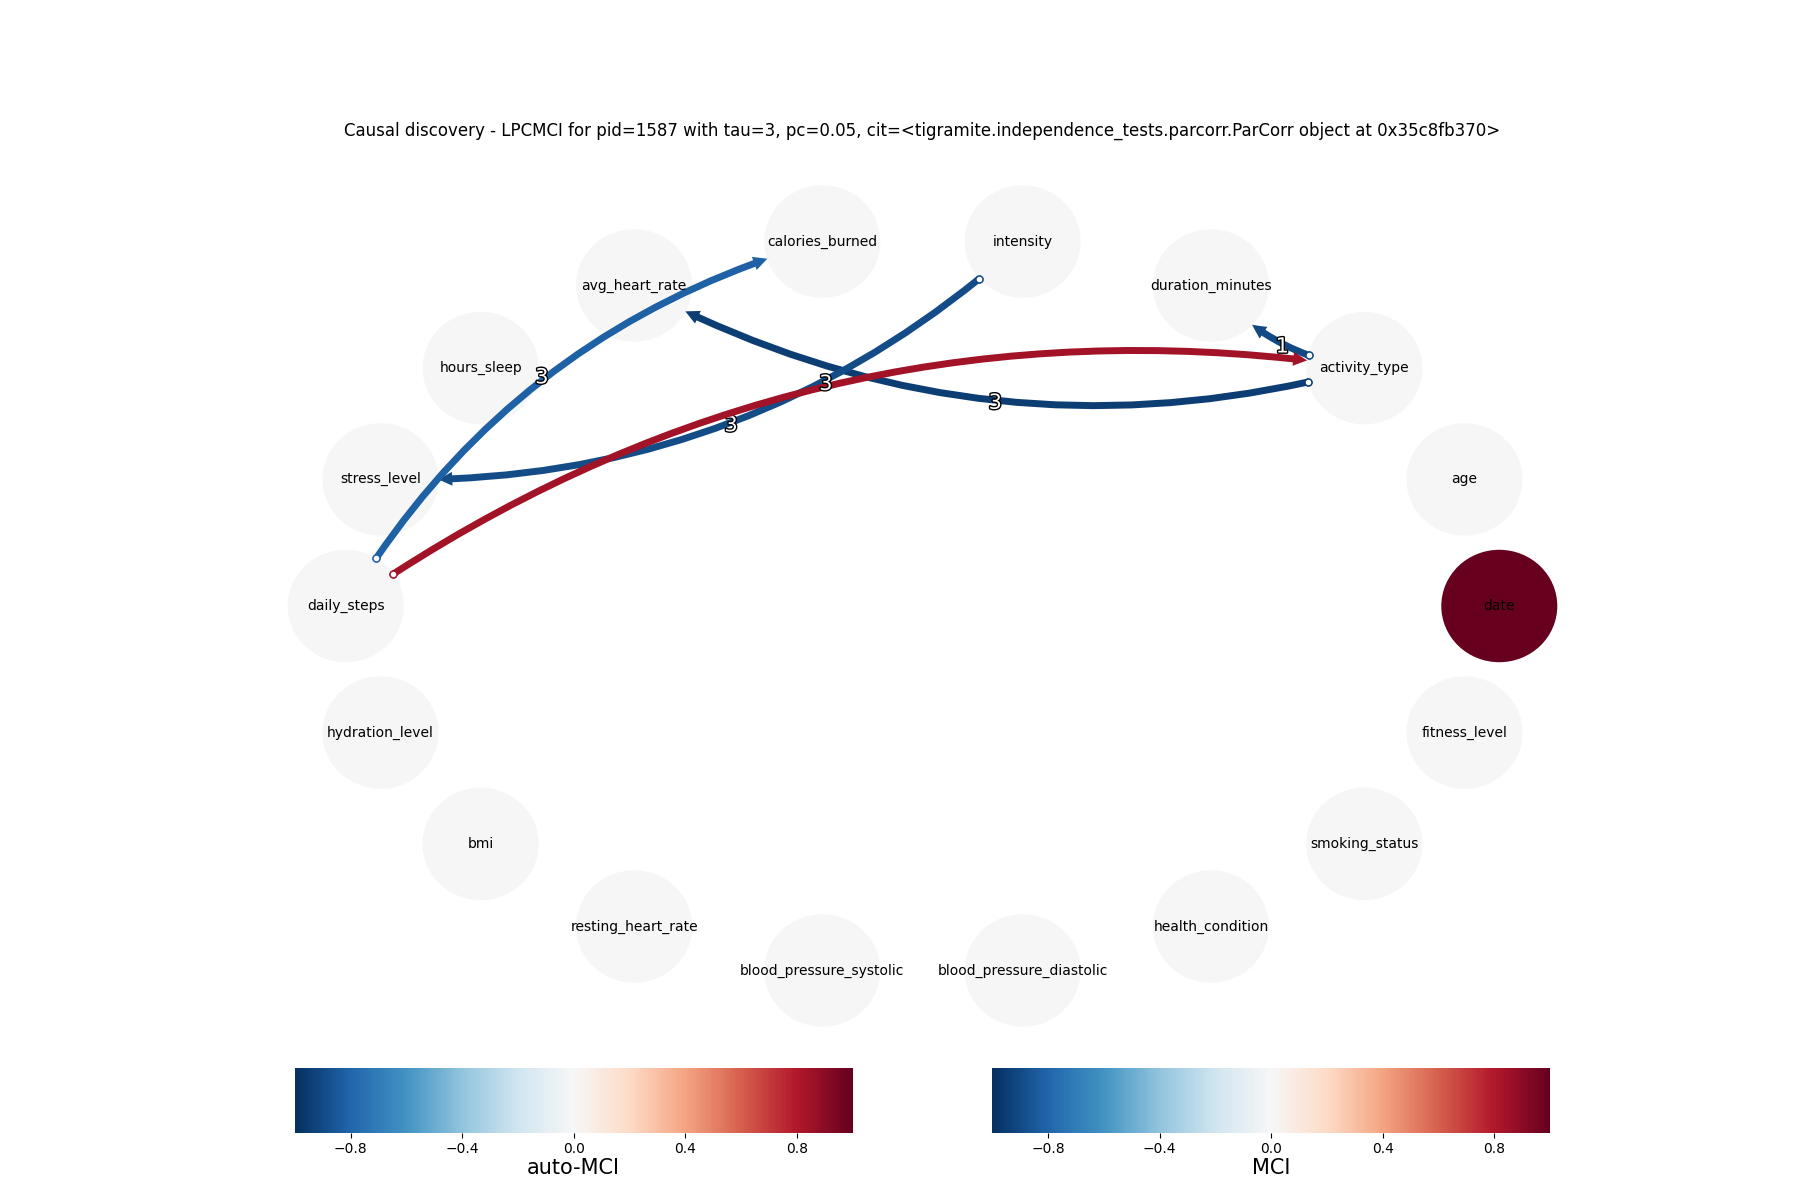 Causal discovery - LPCMCI for pid=1587 with tau=3, pc=0.05, cit=<tigramite.independence_tests.parcorr.ParCorr object at 0x35c8fb370>
calories_burned
intensity
avg_heart_rate
duration_minutes
1
hours_sleep
3
3
activity_type
3
3
stress_level
age
daily_steps
date
hydration_level
fitness_level
bmi
smoking_status
resting_heart_rate
health_condition
blood_pressure_systolic
blood_pressure_diastolic
−0.8
−0.4
0.0
0.4
0.8
auto-MCI
−0.8
−0.4
0.0
0.4
0.8
MCI